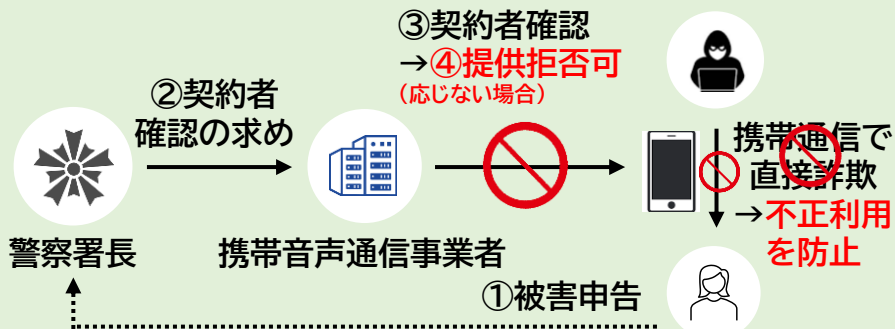 ③契約者確認
→④提供拒否可
（応じない場合）
②契約者
確認の求め
携帯通信で
直接詐欺
→不正利用
を防止
警察署長
携帯音声通信事業者
①被害申告